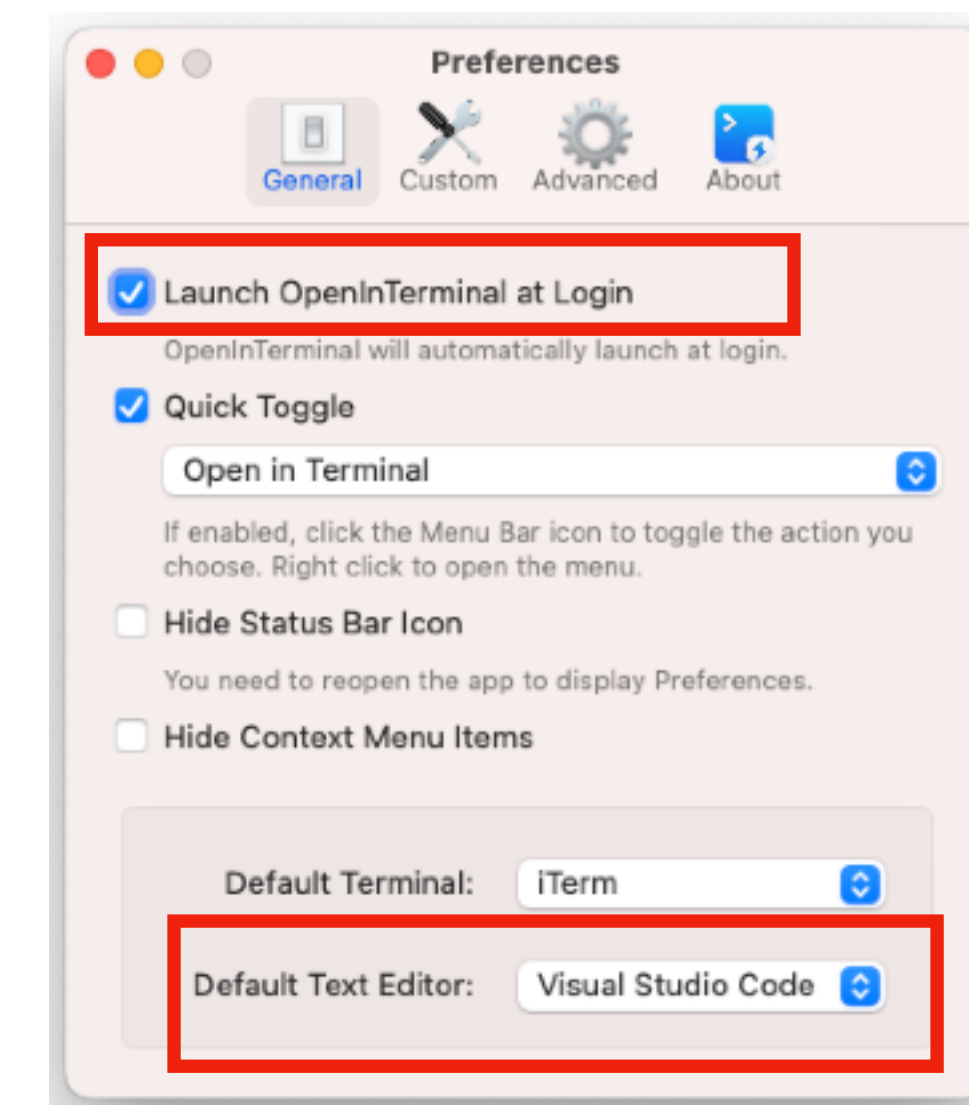 Preferences
General Custom Advanced About
Launch OpenInTerminal at Login
OpenInTerminal will automatically launch at login.
Quick Toggle
Open in Terminal
If enabled, click the Menu Bar icon to toggle the action you
choose. Right click to open the menu.
Hide Status Bar Icon
You need to reopen the app to display Preferences.
Hide Context Menu Items
Default Terminal: iTerm
Default Text Editor: Visual Studio Code